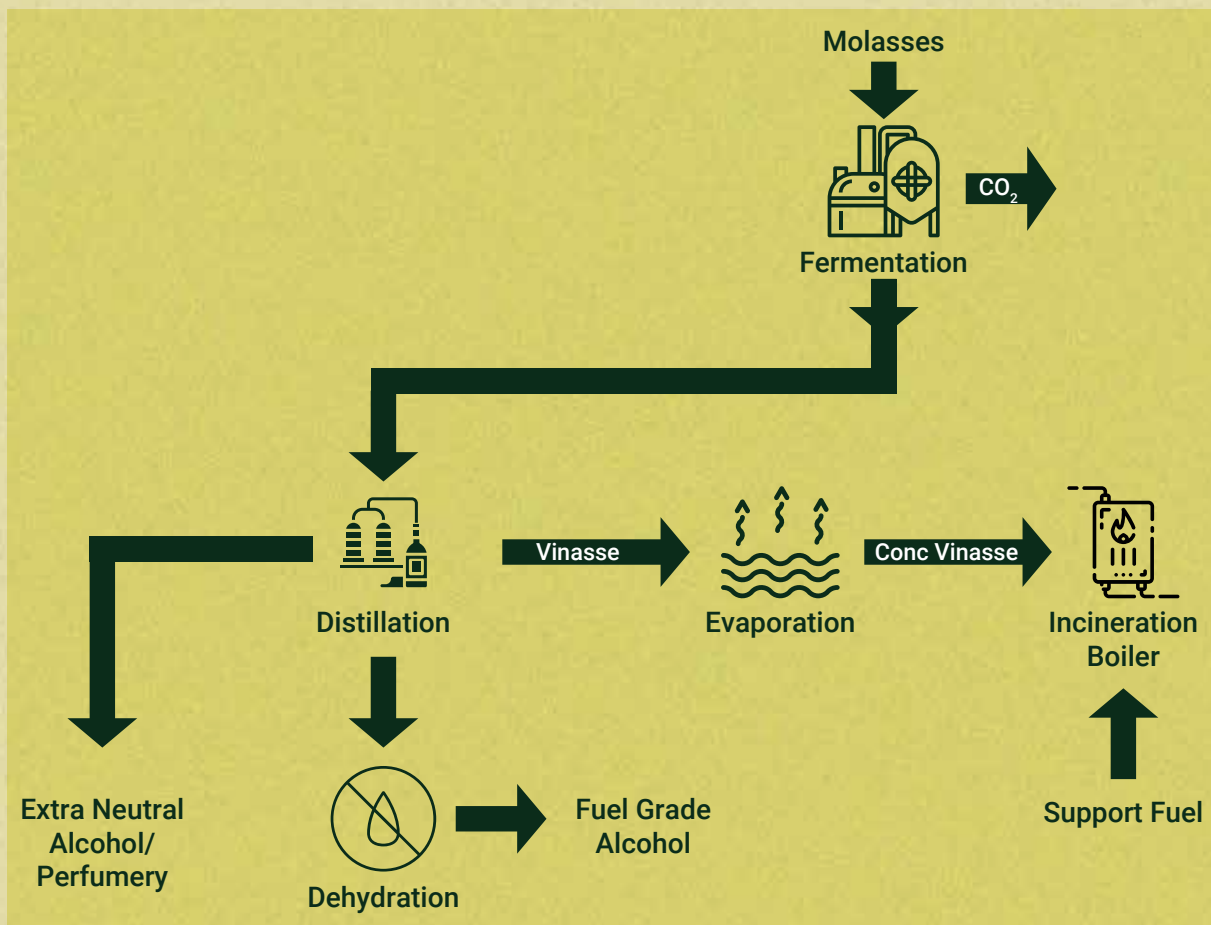 Molasses
CO₂
Fermentation
Vinasse
Conc Vinasse
Distillation
Evaporation
Incineration
Boiler
Extra Neutral
Alcohol/
Perfumery
Fuel Grade
Alcohol
Support Fuel
Dehydration